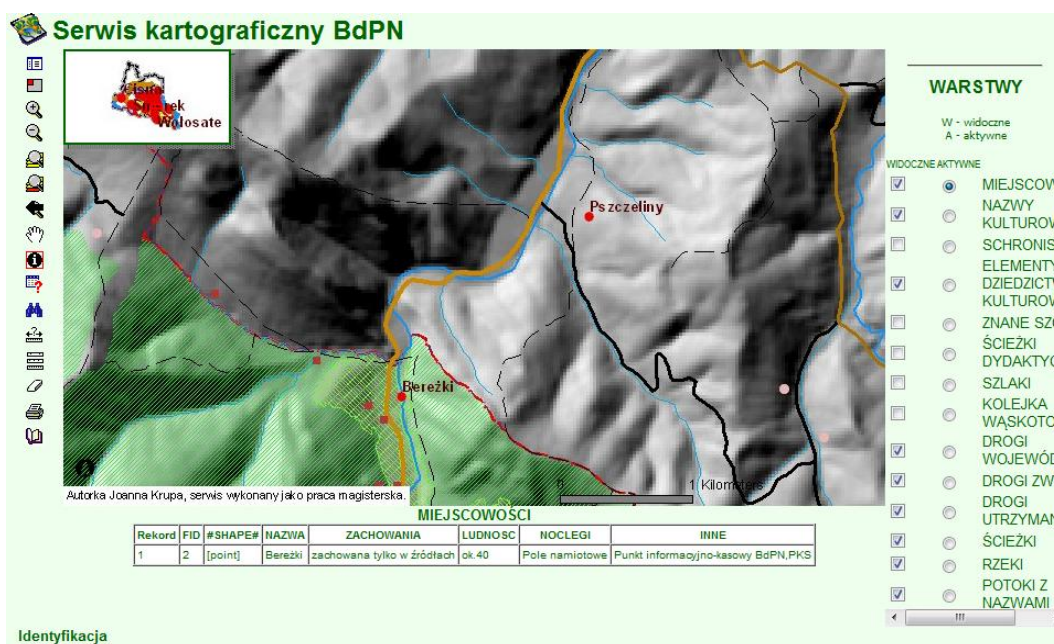 Serwis kartograficzny BdPN
Wołosate
Pszczeliny
Bereżki
0 1 Kilometers
Autorka Joanna Krupa, serwis wykonany jako praca magisterska.
WARSTWY
W - widoczne
A - aktywne
WIDOCZNE AKTYWNE
MIEJSCOW
NAZWY
KULTUROW
SCHRONIS
ELEMENTY
DZIEDZICTW
KULTUROW
ZNANE SZC
ŚCIEŻKI
DYDAKTYC
SZLAKI
KOLEJKA
WĄSKOTO
DROGI
WOJEWÓD
DROGI ZW
DROGI
UTRZYMAN
ŚCIEŻKI
RZEKI
POTOKI Z
NAZWAMI
MIEJSCOWOŚCI
Rekord FID #SHAPE# NAZWA ZACHOWANIA LUDNOSC NOCLEGI INNE
1 2 [point] Bereżki zachowana tylko w źródłach ok.40 Pole namiotowe Punkt informacyjno-kasowy BdPN,PKS
Identyfikacja